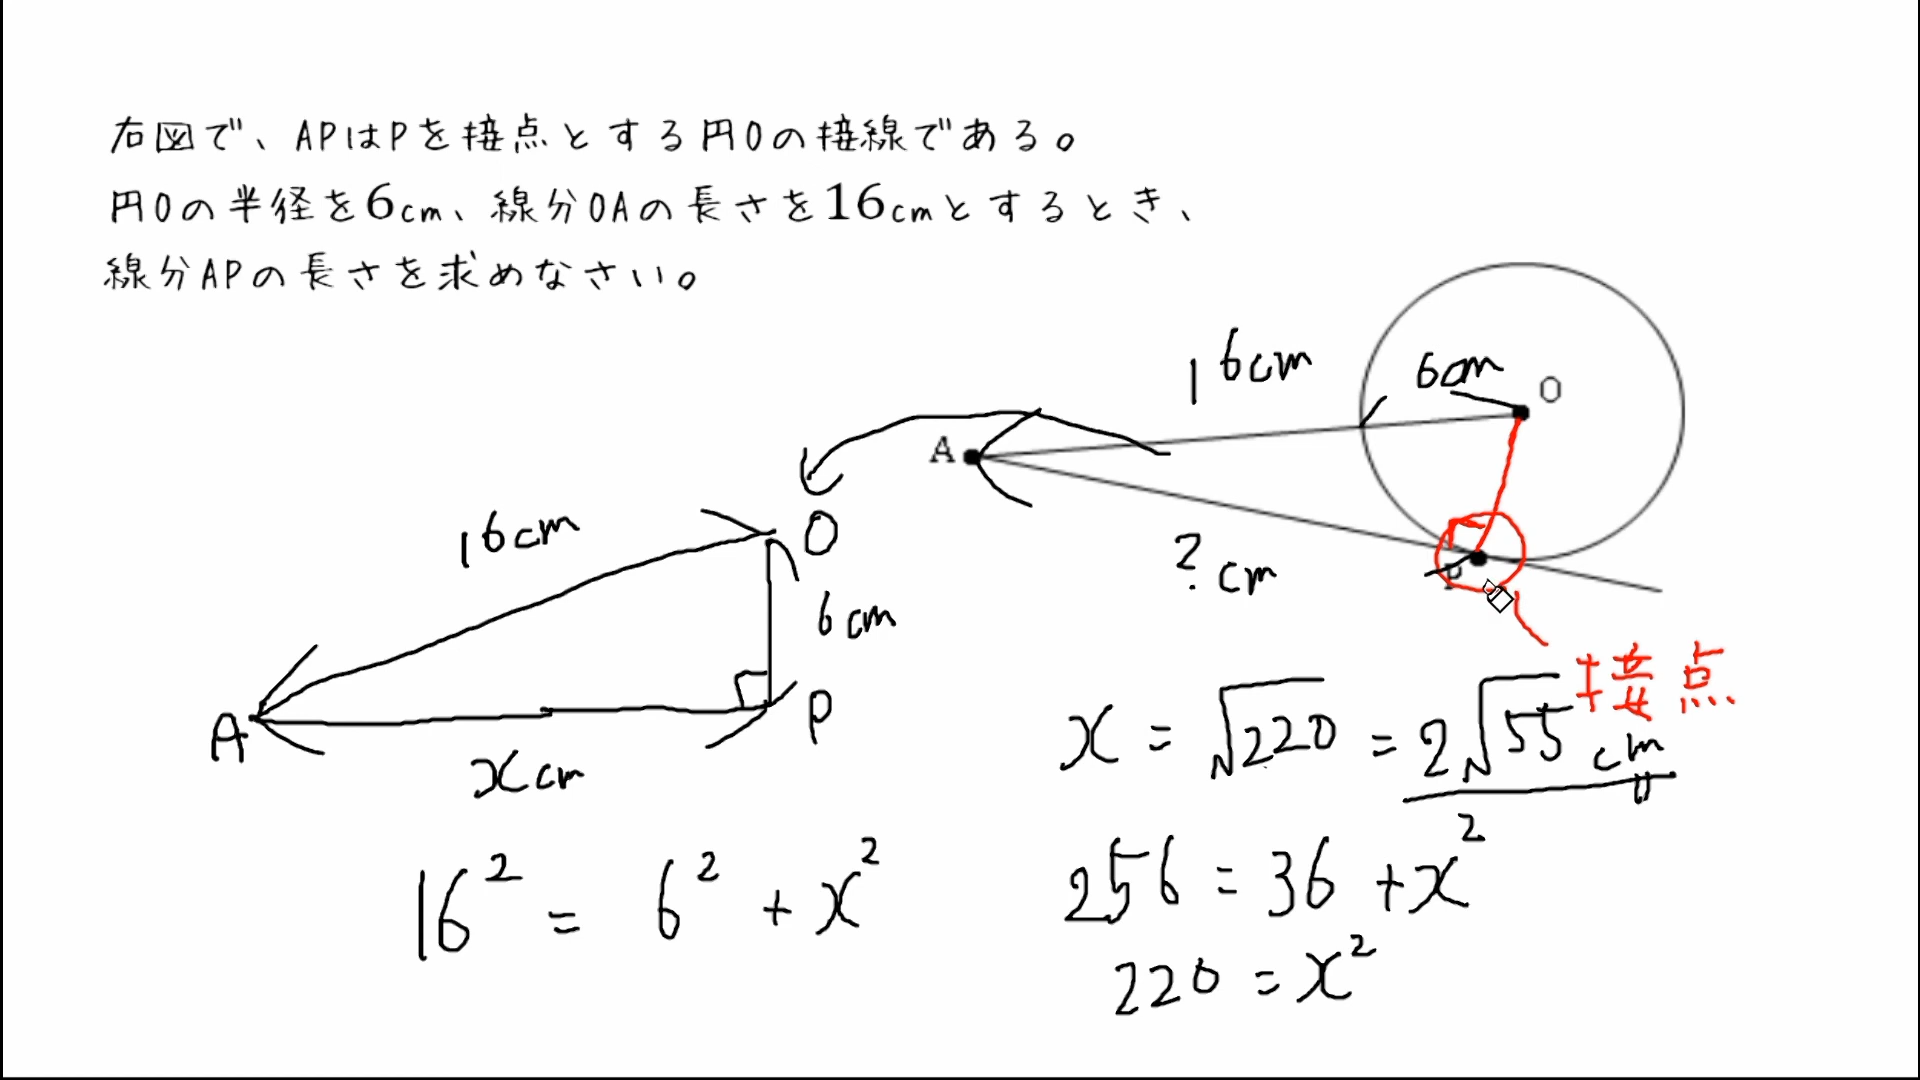 右図で、APはPを接点とする円Oの接線である。
円Oの半径を6cm、線分OAの長さを16cmとするとき、
線分APの長さを求めなさい。
16cm
6cm
O
A
?cm
P
接点
16cm
O
6cm
A
P
xcm
x = √220 = 2√55 cm
16² = 6² + x²
256 = 36 + x²
2
220 = x²